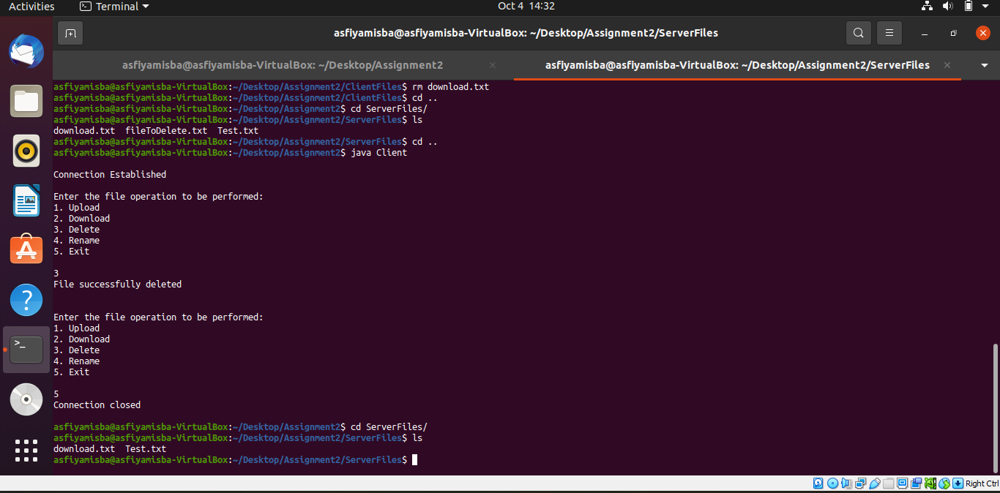 Activities
Terminal
Oct 4 14:32
asfiyamisba@asfiyamisba-VirtualBox: ~/Desktop/Assignment2/ServerFiles
asfiyamisba@asfiyamisba-VirtualBox: ~/Desktop/Assignment2
asfiyamisba@asfiyamisba-VirtualBox: ~/Desktop/Assignment2/ServerFiles
asfiyamisba@asfiyamisba-VirtualBox:~/Desktop/Assignment2/ClientFiles$ rm download.txt
asfiyamisba@asfiyamisba-VirtualBox:~/Desktop/Assignment2/ClientFiles$ cd ..
asfiyamisba@asfiyamisba-VirtualBox:~/Desktop/Assignment2$ cd ServerFiles/
asfiyamisba@asfiyamisba-VirtualBox:~/Desktop/Assignment2/ServerFiles$ ls
download.txt  fileToDelete.txt  Test.txt
asfiyamisba@asfiyamisba-VirtualBox:~/Desktop/Assignment2/ServerFiles$ cd ..
asfiyamisba@asfiyamisba-VirtualBox:~/Desktop/Assignment2$ java Client
Connection Established
Enter the file operation to be performed:
1. Upload
2. Download
3. Delete
4. Rename
5. Exit
3
File successfully deleted
Enter the file operation to be performed:
1. Upload
2. Download
3. Delete
4. Rename
5. Exit
5
Connection closed
asfiyamisba@asfiyamisba-VirtualBox:~/Desktop/Assignment2$ cd ServerFiles/
asfiyamisba@asfiyamisba-VirtualBox:~/Desktop/Assignment2/ServerFiles$ ls
download.txt  Test.txt
asfiyamisba@asfiyamisba-VirtualBox:~/Desktop/Assignment2/ServerFiles$
Right Ctrl